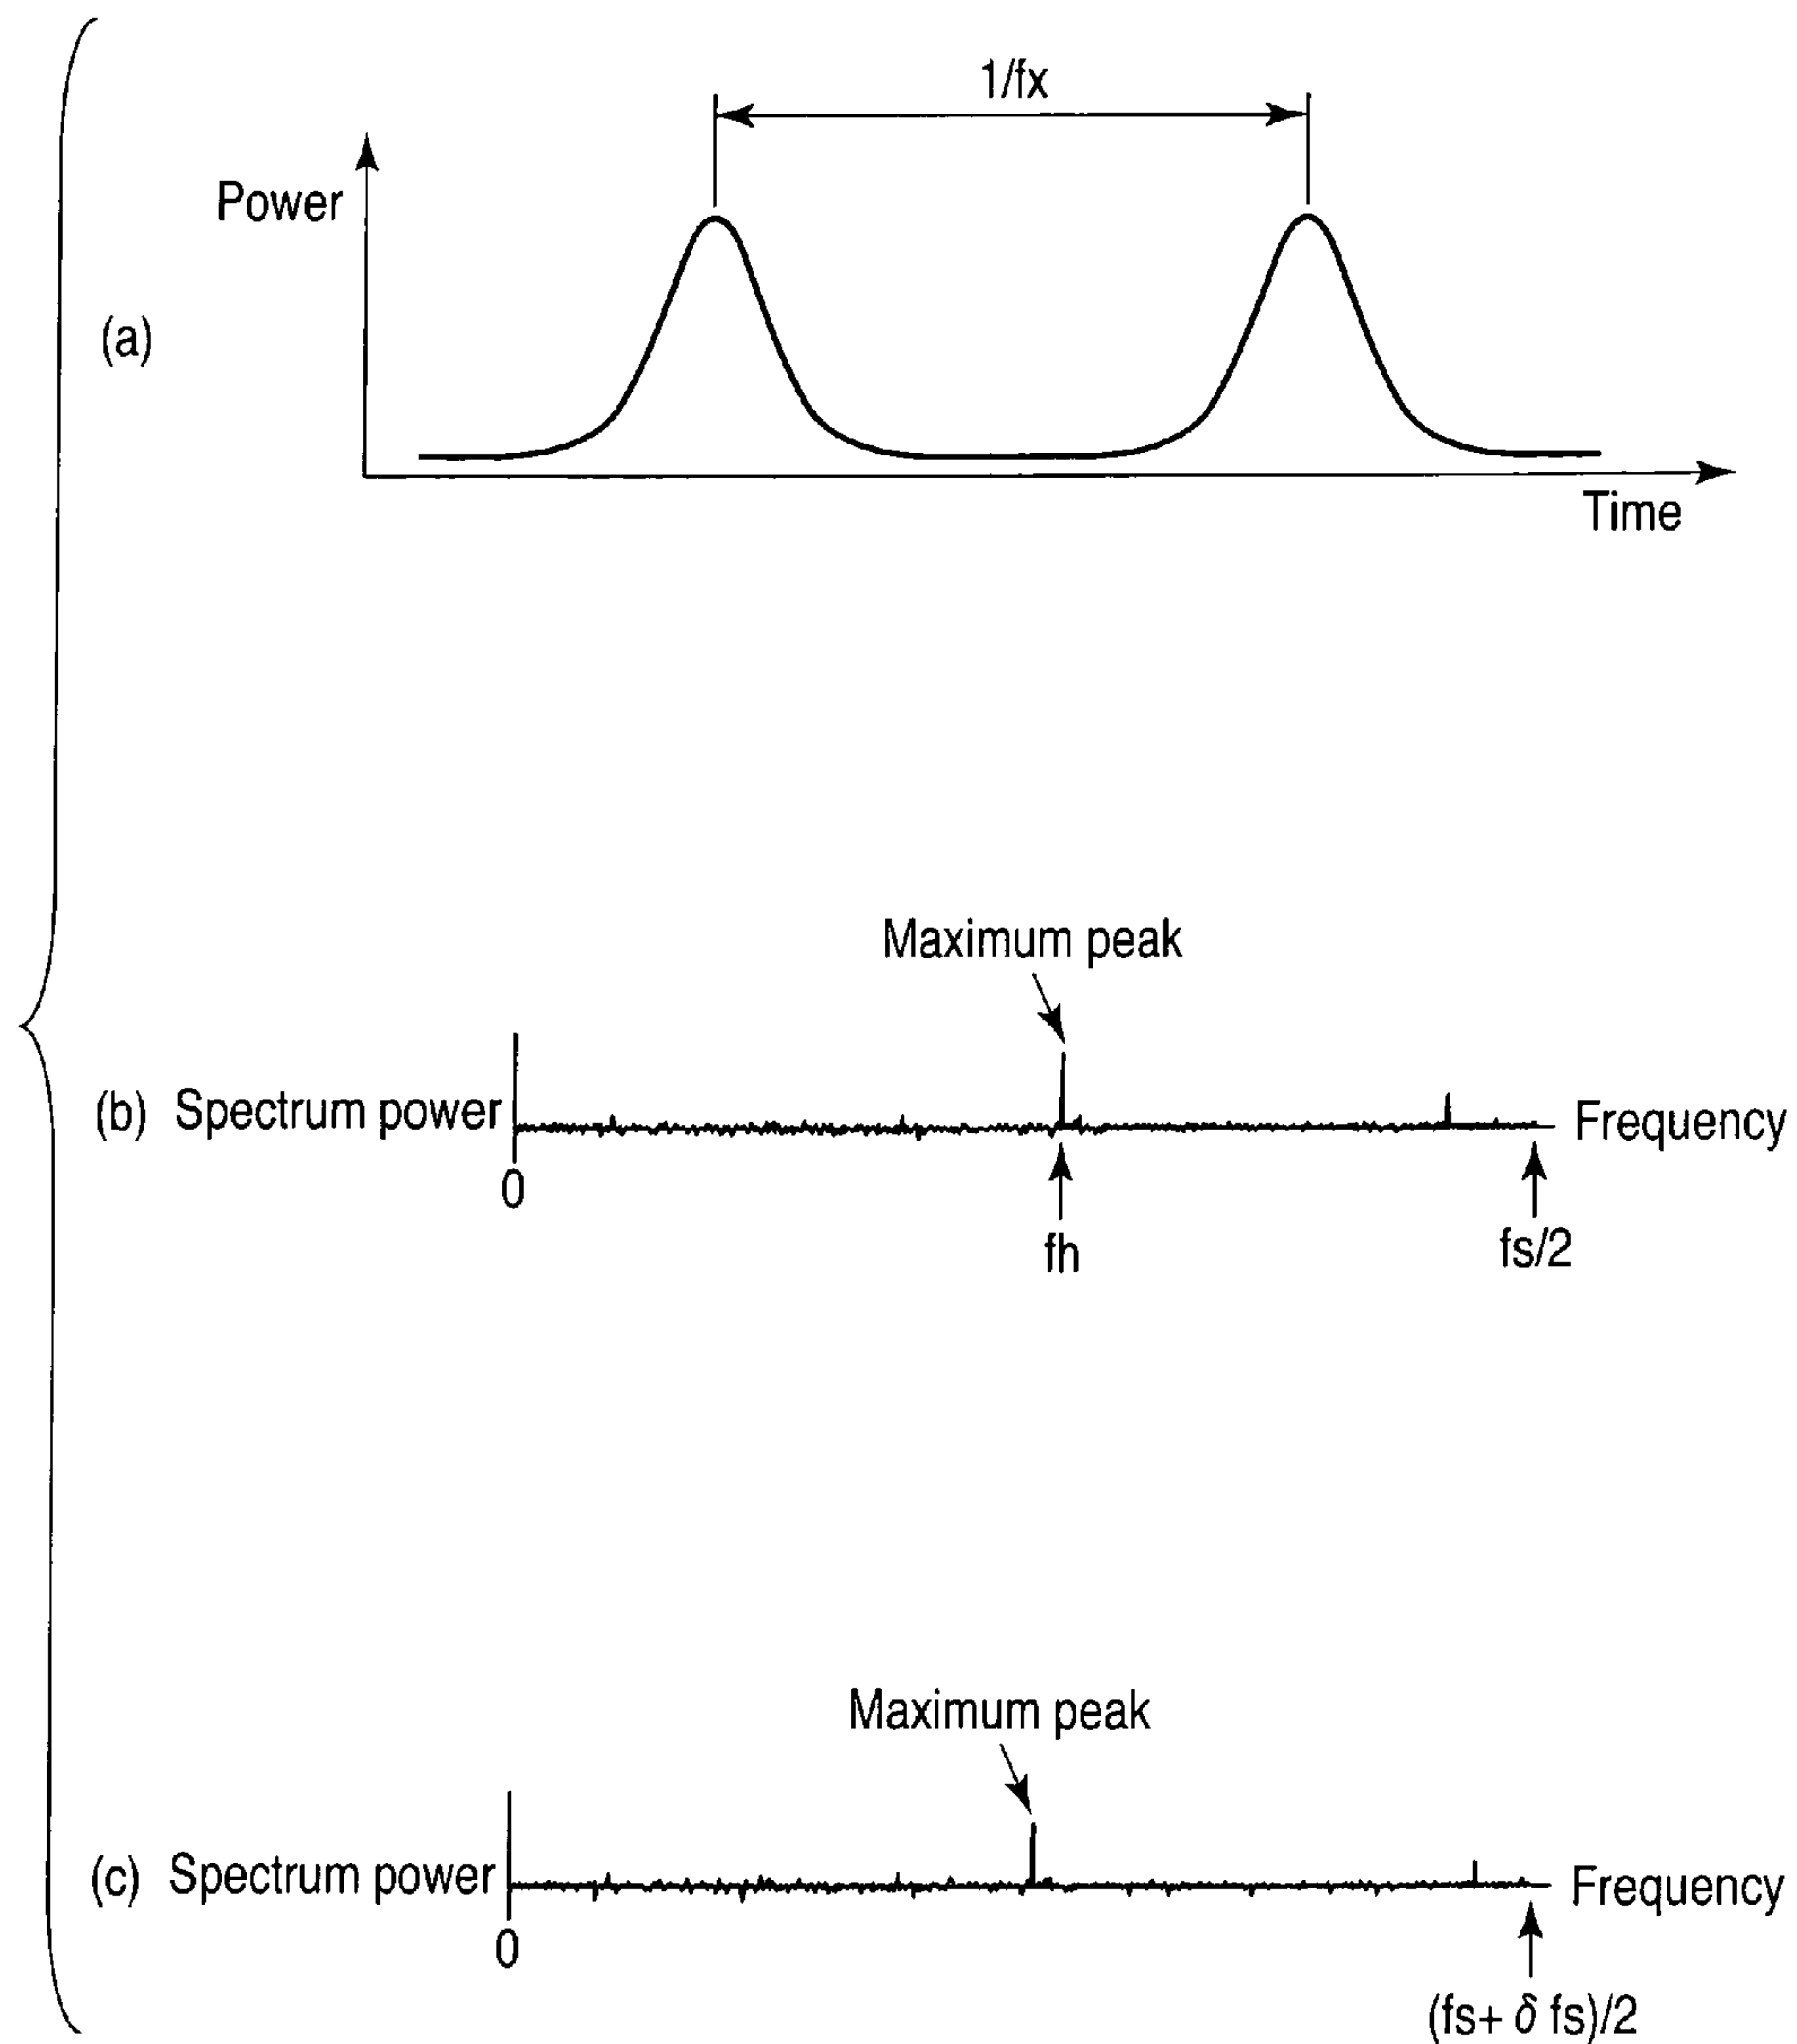 1/fx
Power
(a)
Time
Maximum peak
(b) Spectrum power
Frequency
0
fh
fs/2
Maximum peak
(c) Spectrum power
Frequency
0
(fs+ δ fs)/2